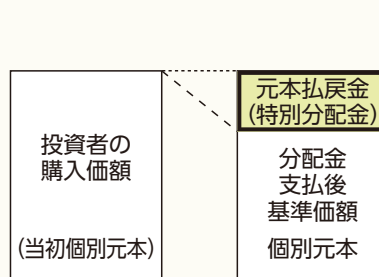 投資者の
購入価額
(当初個別元本)
元本払戻金
(特別分配金)
分配金
支払後
基準価額
個別元本